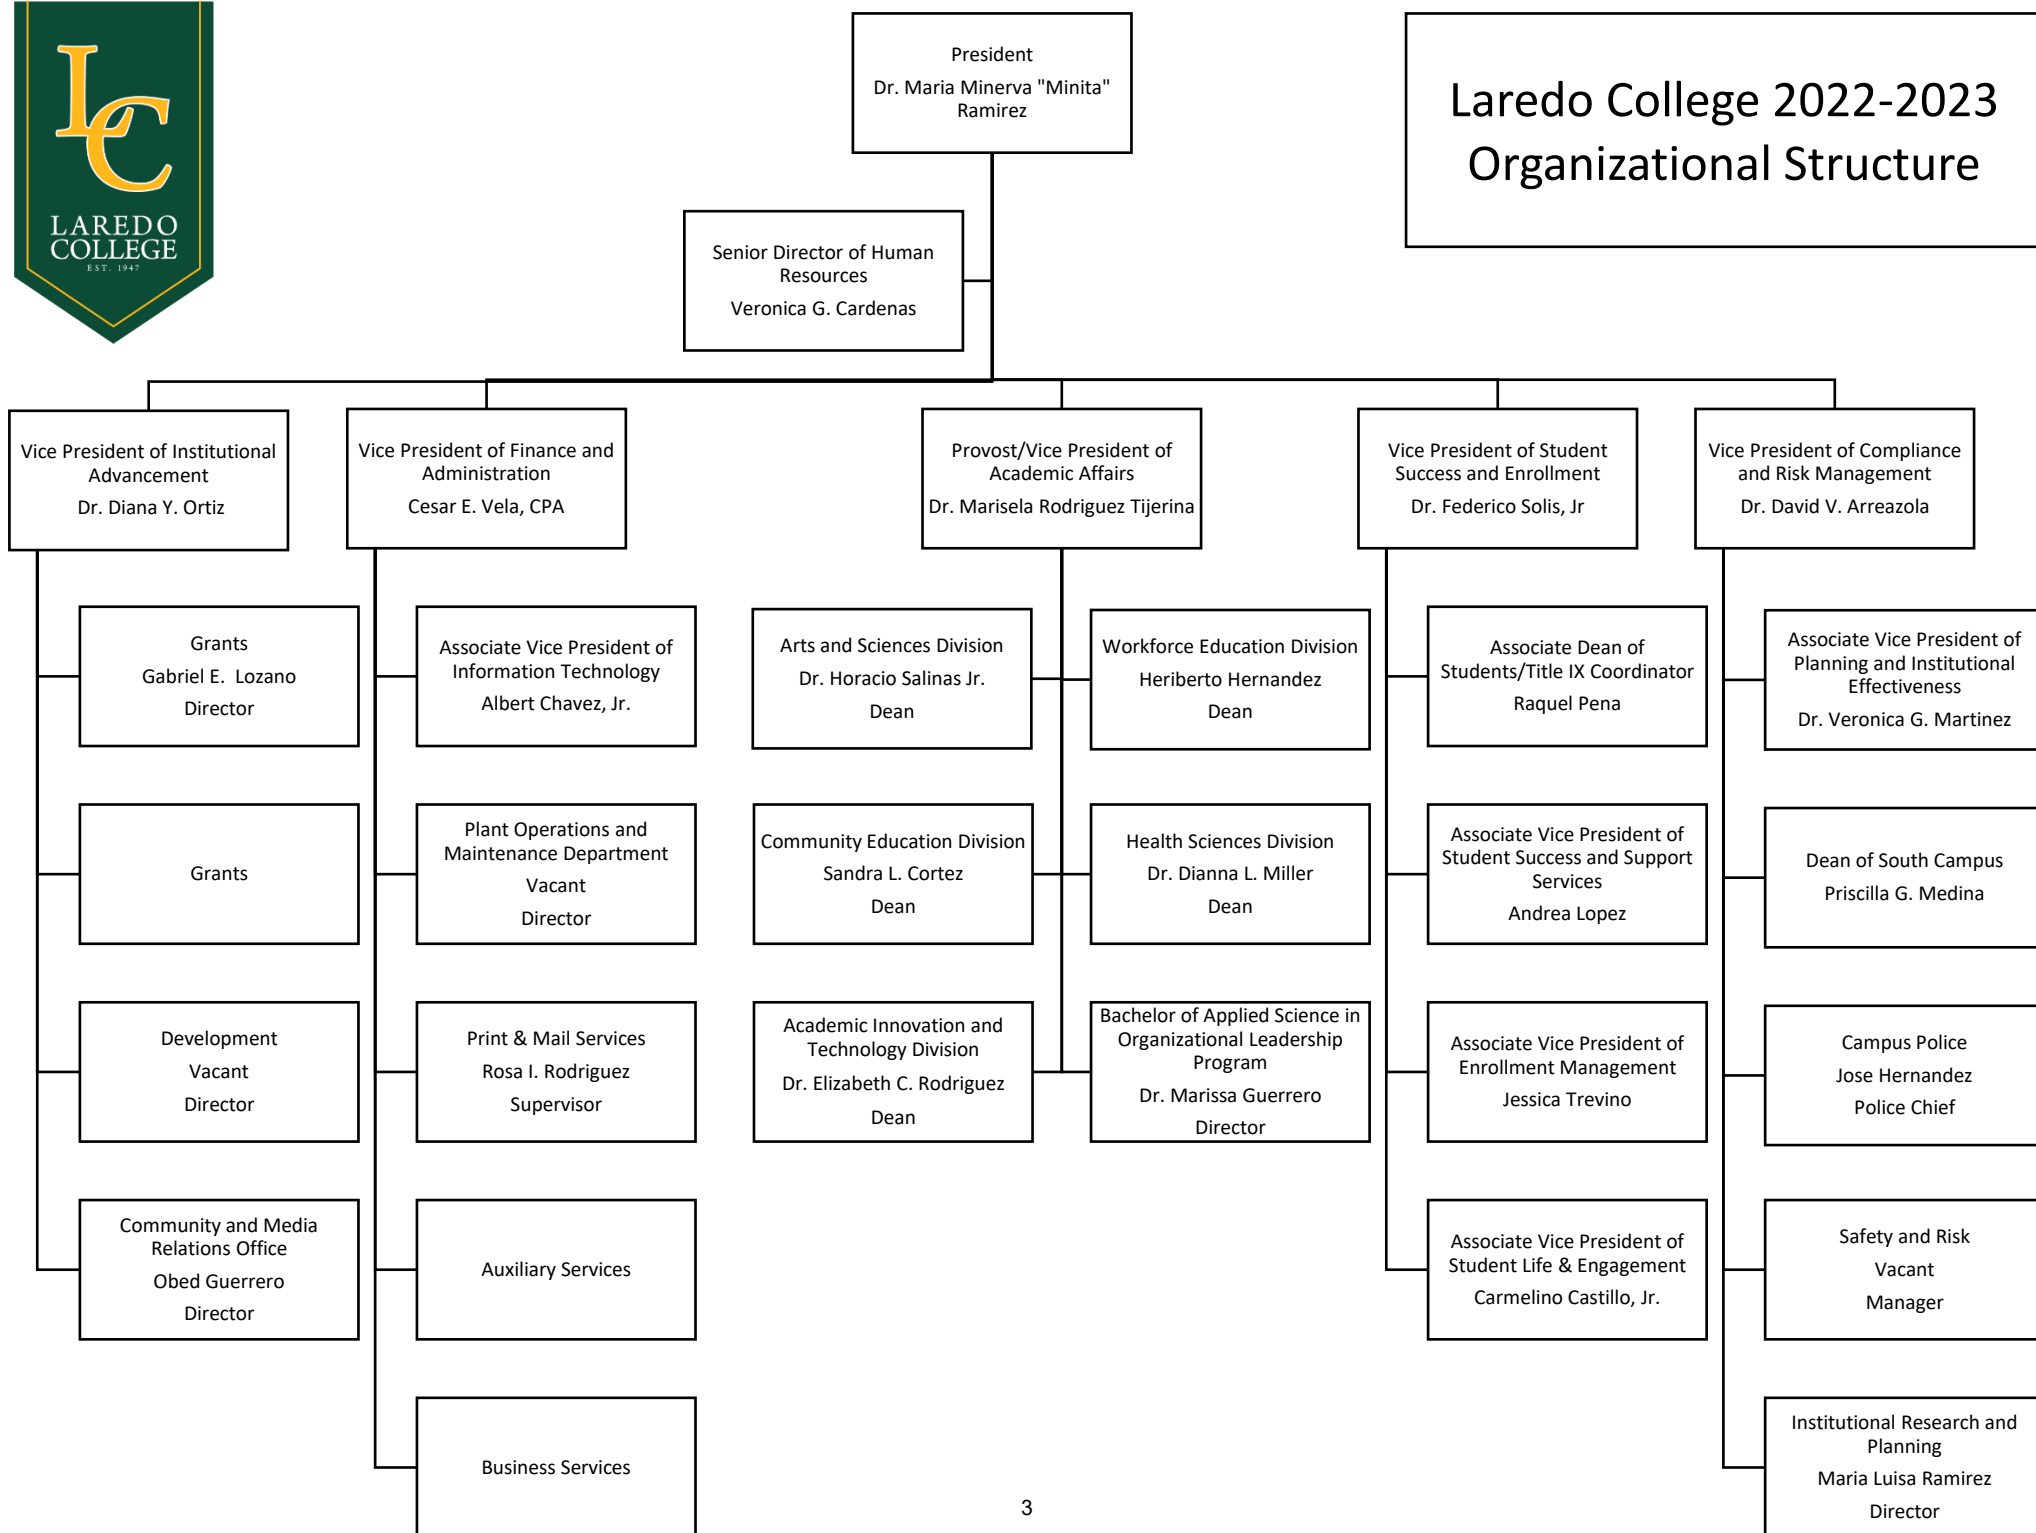 LC
LAREDO
COLLEGE
EST. 1947
President
Dr. Maria Minerva "Minita"
Ramirez
Laredo College 2022-2023
Organizational Structure
Senior Director of Human
Resources
Veronica G. Cardenas
Vice President of Institutional
Advancement
Dr. Diana Y. Ortiz
Vice President of Finance and
Administration
Cesar E. Vela, CPA
Provost/Vice President of
Academic Affairs
Dr. Marisela Rodriguez Tijerina
Vice President of Student
Success and Enrollment
Dr. Federico Solis, Jr
Vice President of Compliance
and Risk Management
Dr. David V. Arreazola
Grants
Gabriel E.  Lozano
Director
Associate Vice President of
Information Technology
Albert Chavez, Jr.
Arts and Sciences Division
Dr. Horacio Salinas Jr.
Dean
Workforce Education Division
Heriberto Hernandez
Dean
Associate Dean of
Students/Title IX Coordinator
Raquel Pena
Associate Vice President of
Planning and Institutional
Effectiveness
Dr. Veronica G. Martinez
Grants
Plant Operations and
Maintenance Department
Vacant
Director
Community Education Division
Sandra L. Cortez
Dean
Health Sciences Division
Dr. Dianna L. Miller
Dean
Associate Vice President of
Student Success and Support
Services
Andrea Lopez
Dean of South Campus
Priscilla G. Medina
Development
Vacant
Director
Print & Mail Services
Rosa I. Rodriguez
Supervisor
Academic Innovation and
Technology Division
Dr. Elizabeth C. Rodriguez
Dean
Bachelor of Applied Science in
Organizational Leadership
Program
Dr. Marissa Guerrero
Director
Associate Vice President of
Enrollment Management
Jessica Trevino
Campus Police
Jose Hernandez
Police Chief
Community and Media
Relations Office
Obed Guerrero
Director
Auxiliary Services
Associate Vice President of
Student Life & Engagement
Carmelino Castillo, Jr.
Safety and Risk
Vacant
Manager
Business Services
Institutional Research and
Planning
Maria Luisa Ramirez
Director
3